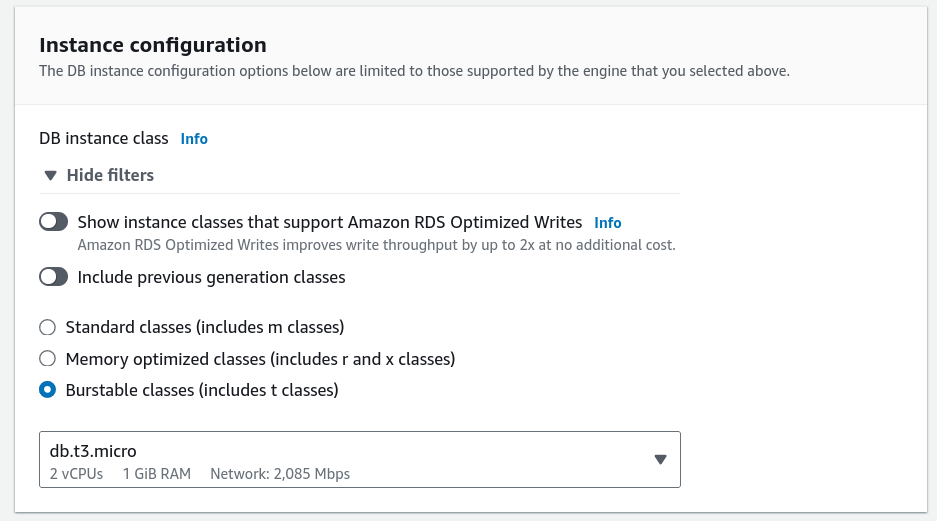 Instance configuration
The DB instance configuration options below are limited to those supported by the engine that you selected above.
DB instance class Info
Hide filters
Show instance classes that support Amazon RDS Optimized Writes Info
Amazon RDS Optimized Writes improves write throughput by up to 2x at no additional cost.
Include previous generation classes
Standard classes (includes m classes)
Memory optimized classes (includes r and x classes)
Burstable classes (includes t classes)
db.t3.micro
2 vCPUs 1 GiB RAM Network: 2,085 Mbps